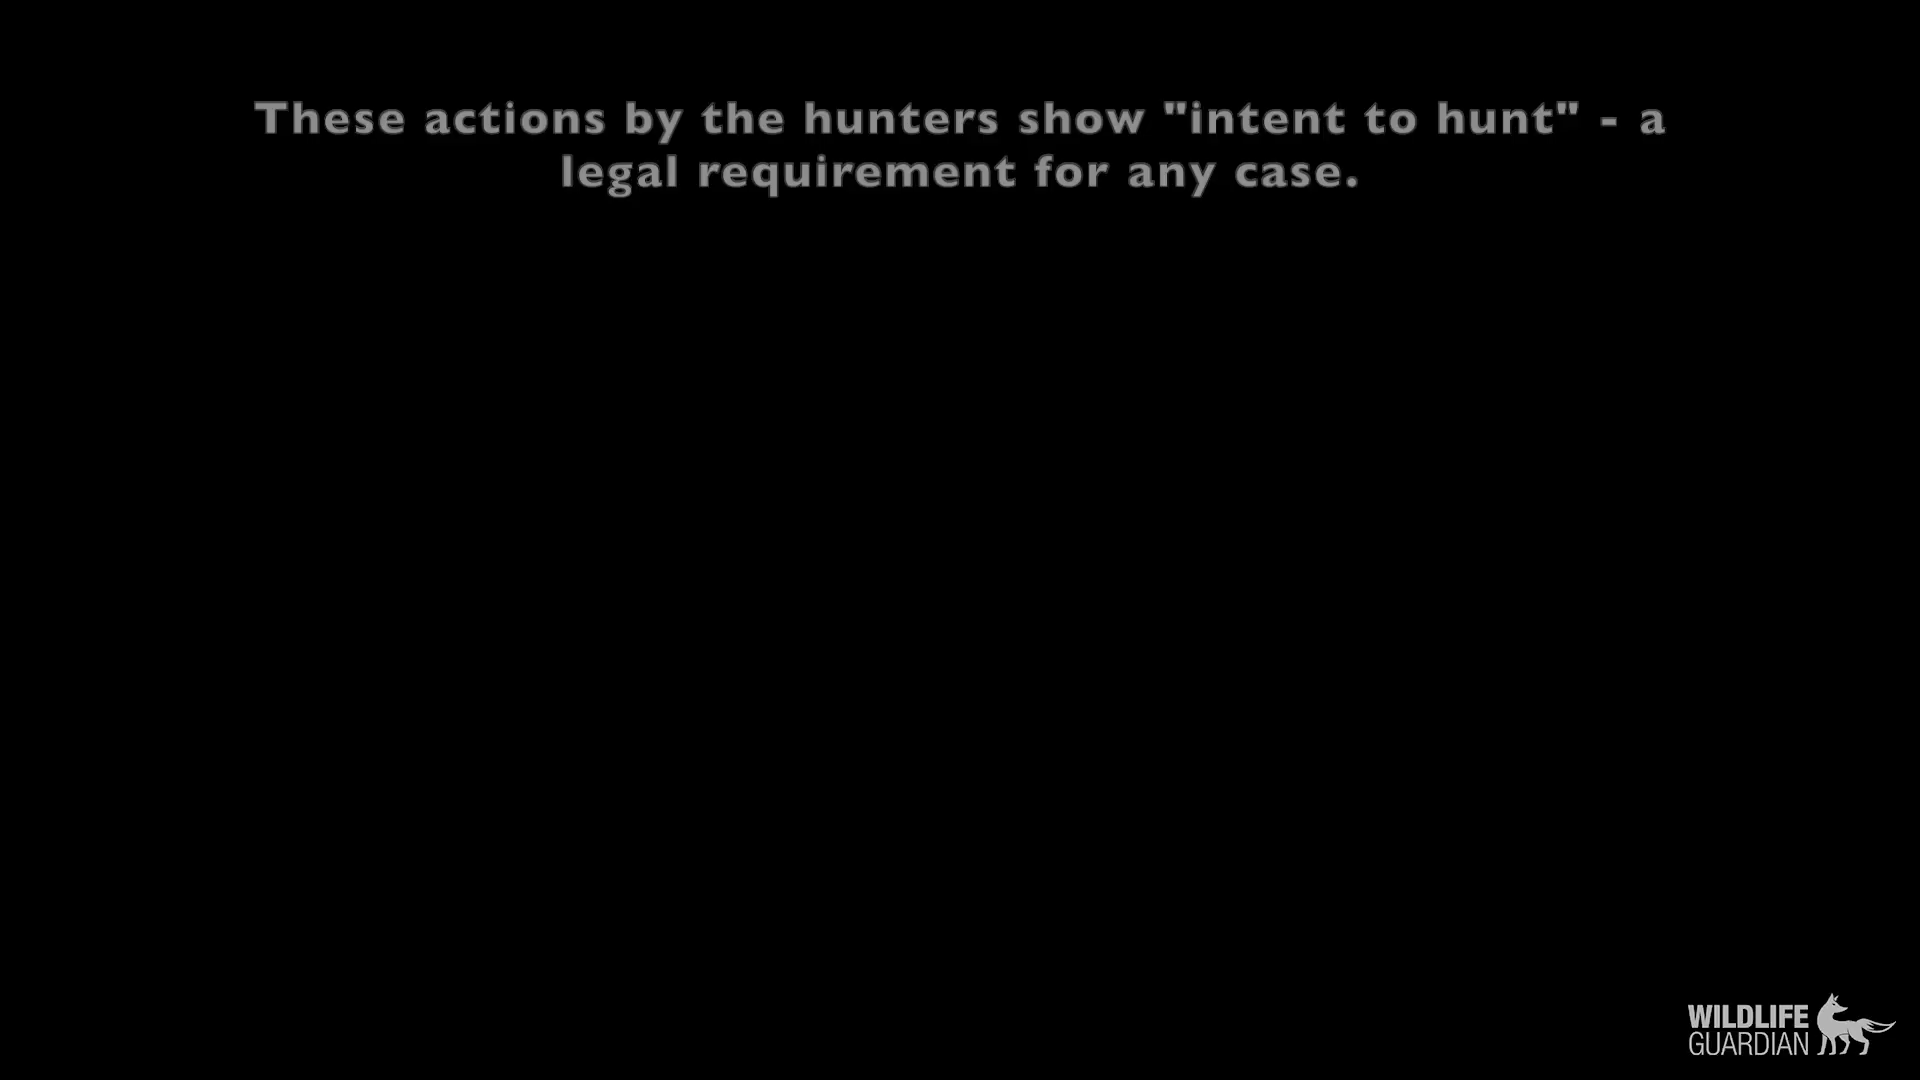 These actions by the hunters show "intent to hunt" - a
legal requirement for any case.
WILDLIFE
GUARDIAN